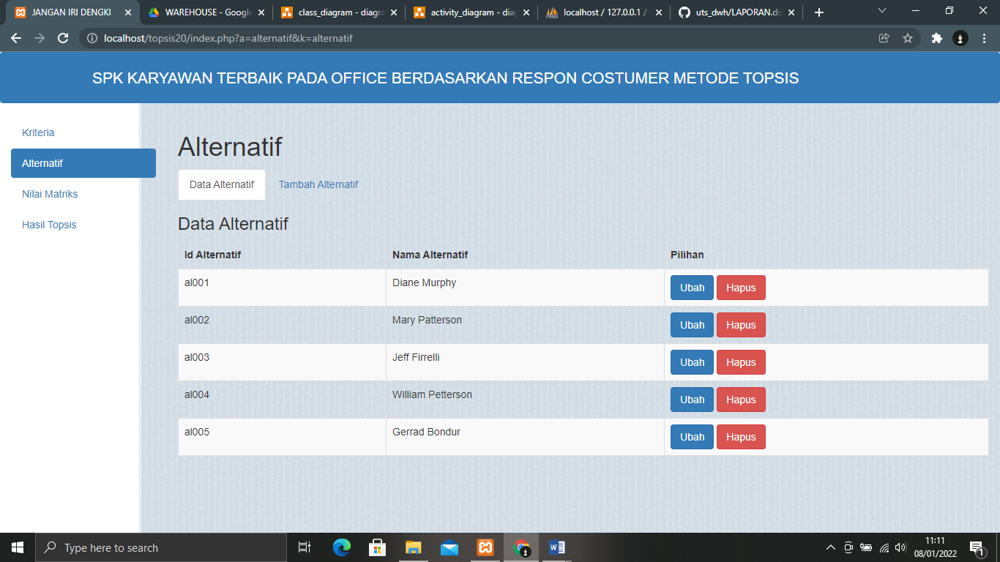 JANGAN IRI DENGKI
WAREHOUSE - Google
class_diagram - diagra
activity_diagram - diag
localhost / 127.0.0.1 /
uts_dwh/LAPORAN.do
localhost/topsis20/index.php?a=alternatif&k=alternatif
SPK KARYAWAN TERBAIK PADA OFFICE BERDASARKAN RESPON COSTUMER METODE TOPSIS
Kriteria
Alternatif
Nilai Matriks
Hasil Topsis
Alternatif
Data Alternatif Tambah Alternatif
Data Alternatif
Id Alternatif Nama Alternatif Pilihan
al001 Diane Murphy Ubah Hapus
al002 Mary Patterson Ubah Hapus
al003 Jeff Firrelli Ubah Hapus
al004 William Petterson Ubah Hapus
al005 Gerrad Bondur Ubah Hapus
Type here to search
11:11
08/01/2022
1